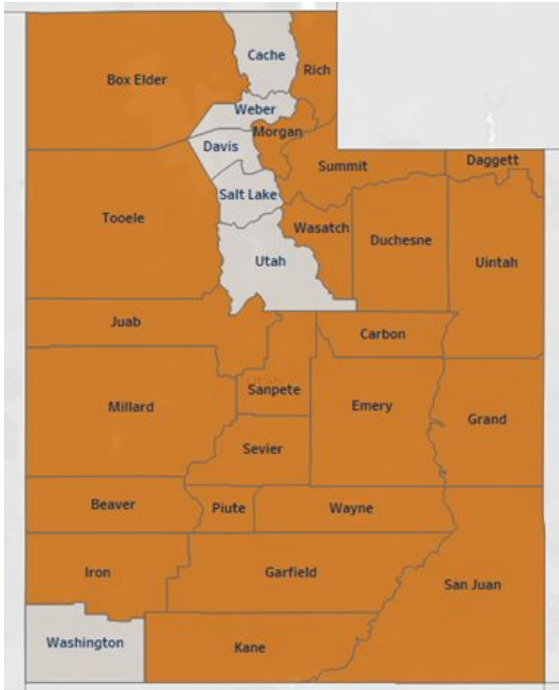 Cache
Rich
Box Elder
Weber
Morgan
Davis
Summit
Daggett
Salt Lake
Tooele
Wasatch
Duchesne
Utah
Uintah
Juab
Carbon
Sanpete
Millard
Emery
Grand
Sevier
Beaver
Piute
Wayne
Iron
Garfield
San Juan
Washington
Kane